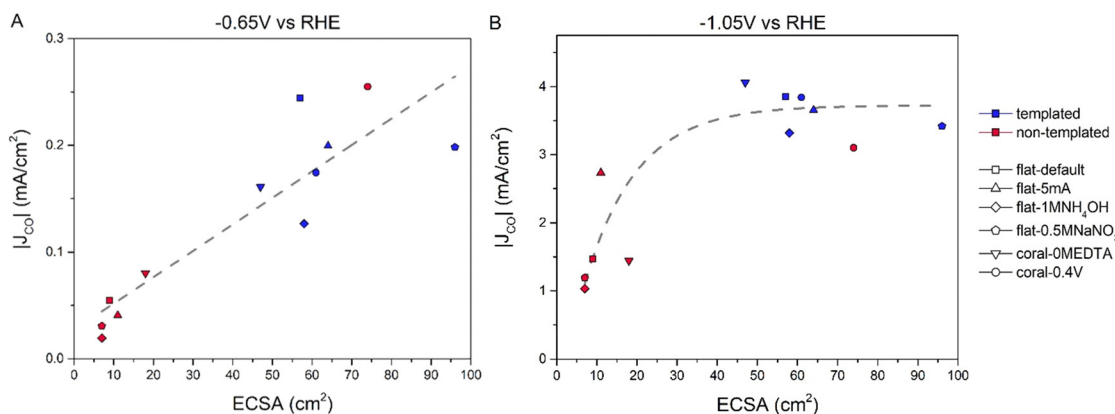 A
-0.65V vs RHE
0.3
0.2
0.1
0.0
|J_CO| (mA/cm²)
0 10 20 30 40 50 60 70 80 90 100
ECSA (cm²)
B
-1.05V vs RHE
4
3
2
1
0
|J_CO| (mA/cm²)
0 10 20 30 40 50 60 70 80 90 100
ECSA (cm²)
templated
non-templated
flat-default
flat-5mA
flat-1MNH₄OH
flat-0.5MNaNO
coral-0MEDTA
coral-0.4V